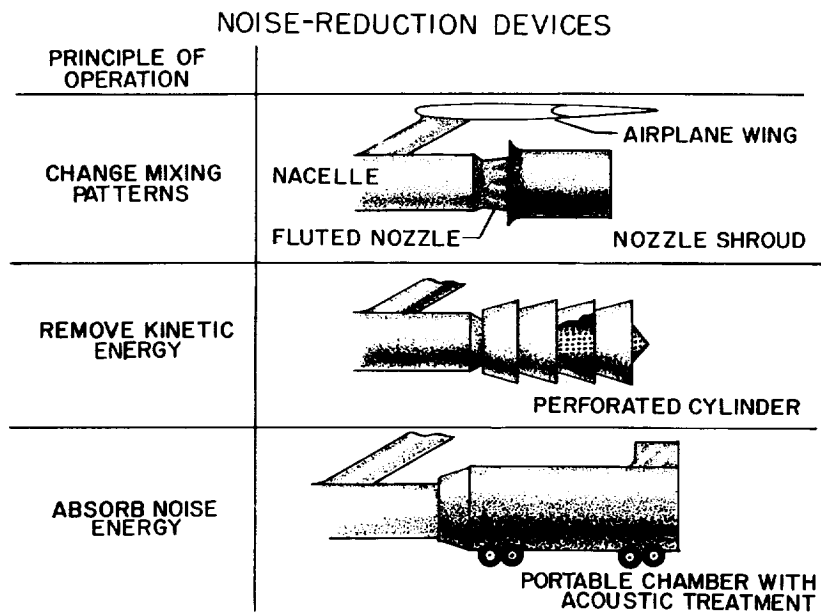 NOISE-REDUCTION DEVICES
PRINCIPLE OF
OPERATION
CHANGE MIXING
PATTERNS
AIRPLANE WING
NACELLE
FLUTED NOZZLE
NOZZLE SHROUD
REMOVE KINETIC
ENERGY
PERFORATED CYLINDER
ABSORB NOISE
ENERGY
PORTABLE CHAMBER WITH
ACOUSTIC TREATMENT